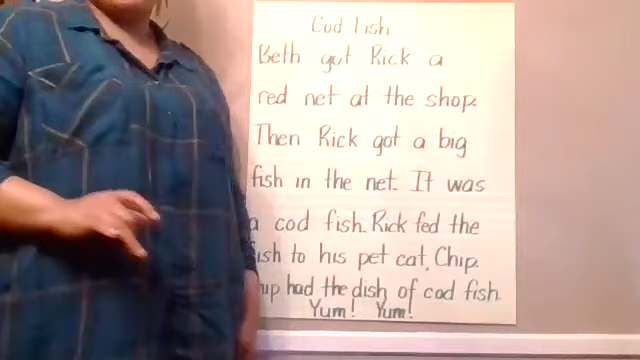 Cod Fish
Beth got Rick a
red net at the shop.
Then Rick got a big
fish in the net. It was
a cod fish. Rick fed the
fish to his pet cat, Chip.
had the dish of cod fish.
Yum! Yum!